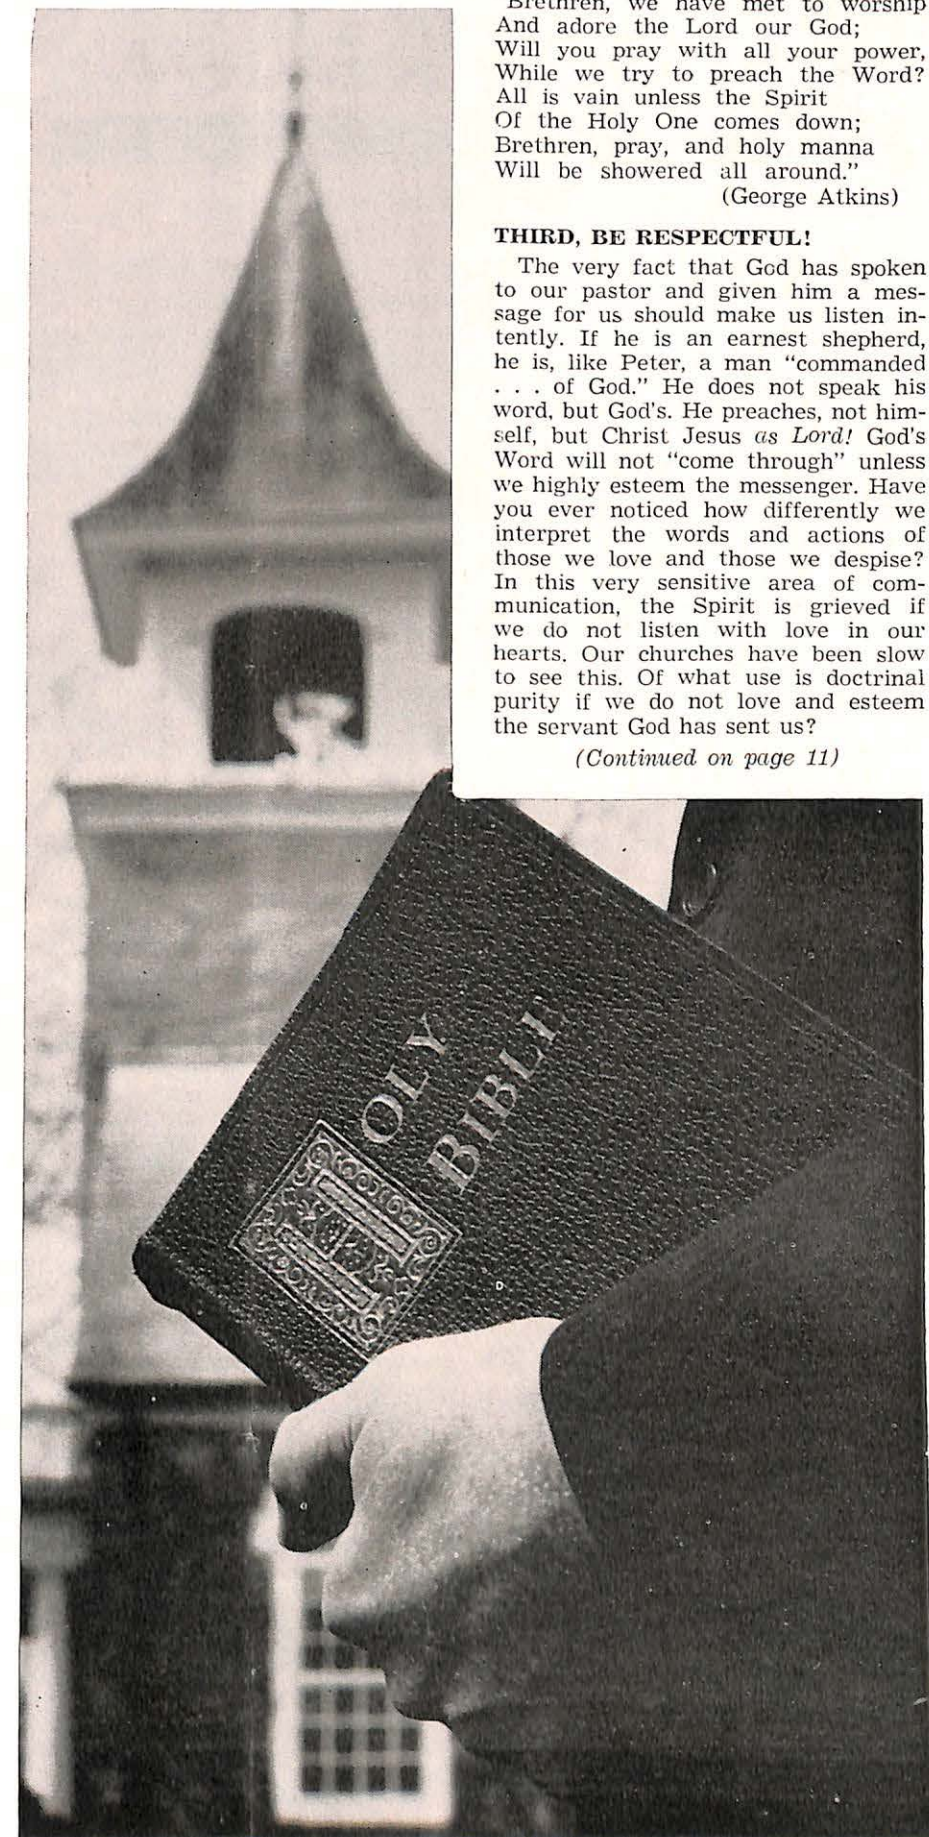 "Brethren, we have met to worship
And adore the Lord our God;
Will you pray with all your power,
While we try to preach the Word?
All is vain unless the Spirit
Of the Holy One comes down;
Brethren, pray, and holy manna
Will be showered all around."
(George Atkins)
THIRD, BE RESPECTFUL!
The very fact that God has spoken
to our pastor and given him a mes-
sage for us should make us listen in-
tently. If he is an earnest shepherd,
he is, like Peter, a man "commanded
. . . of God." He does not speak his
word, but God's. He preaches, not him-
self, but Christ Jesus as Lord! God's
Word will not "come through" unless
we highly esteem the messenger. Have
you ever noticed how differently we
interpret the words and actions of
those we love and those we despise?
In this very sensitive area of com-
munication, the Spirit is grieved if
we do not listen with love in our
hearts. Our churches have been slow
to see this. Of what use is doctrinal
purity if we do not love and esteem
the servant God has sent us?
(Continued on page 11)
OLY
BIBLE